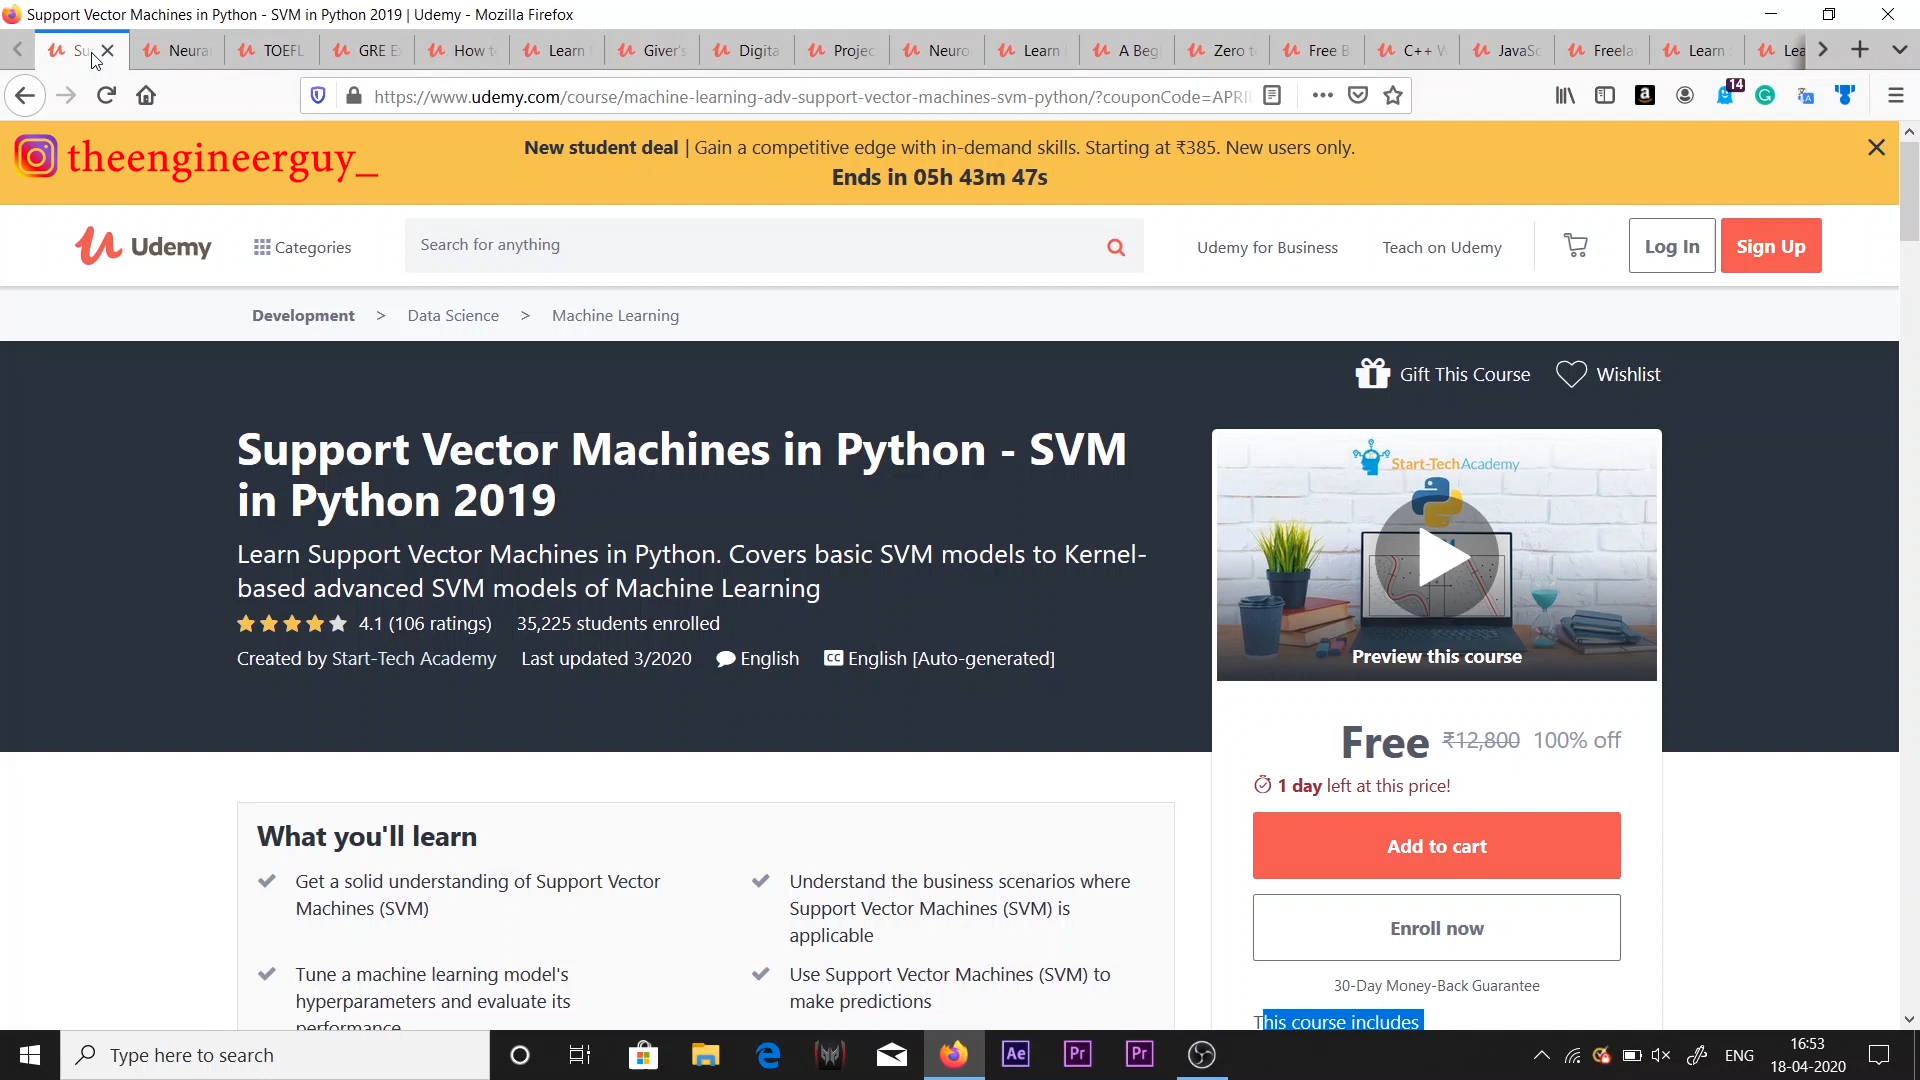 Support Vector Machines in Python - SVM in Python 2019 | Udemy - Mozilla Firefox
Su
Neura
TOEFL
GRE E
How t
Learn
Giver's
Digita
Projec
Neuro
Learn
A Beg
Zero t
Free B
C++ W
JavaSc
Freela
Learn
Lea
https://www.udemy.com/course/machine-learning-adv-support-vector-machines-svm-python/?couponCode=APRI
14
theengineerguy_
New student deal | Gain a competitive edge with in-demand skills. Starting at ₹385. New users only.
Ends in 05h 43m 47s
Udemy
Categories
Search for anything
Udemy for Business
Teach on Udemy
Log In
Sign Up
Development > Data Science > Machine Learning
Gift This Course
Wishlist
Support Vector Machines in Python - SVM
in Python 2019
Learn Support Vector Machines in Python. Covers basic SVM models to Kernel-
based advanced SVM models of Machine Learning
4.1 (106 ratings) 35,225 students enrolled
Created by Start-Tech Academy Last updated 3/2020 English CC English [Auto-generated]
Start-Tech Academy
Preview this course
Free ₹12,800 100% off
1 day left at this price!
Add to cart
Enroll now
30-Day Money-Back Guarantee
This course includes
What you'll learn
Get a solid understanding of Support Vector
Machines (SVM)
Understand the business scenarios where
Support Vector Machines (SVM) is
applicable
Tune a machine learning model's
hyperparameters and evaluate its
performance
Use Support Vector Machines (SVM) to
make predictions
Type here to search
Ae
Pr
Pr
ENG
16:53
18-04-2020